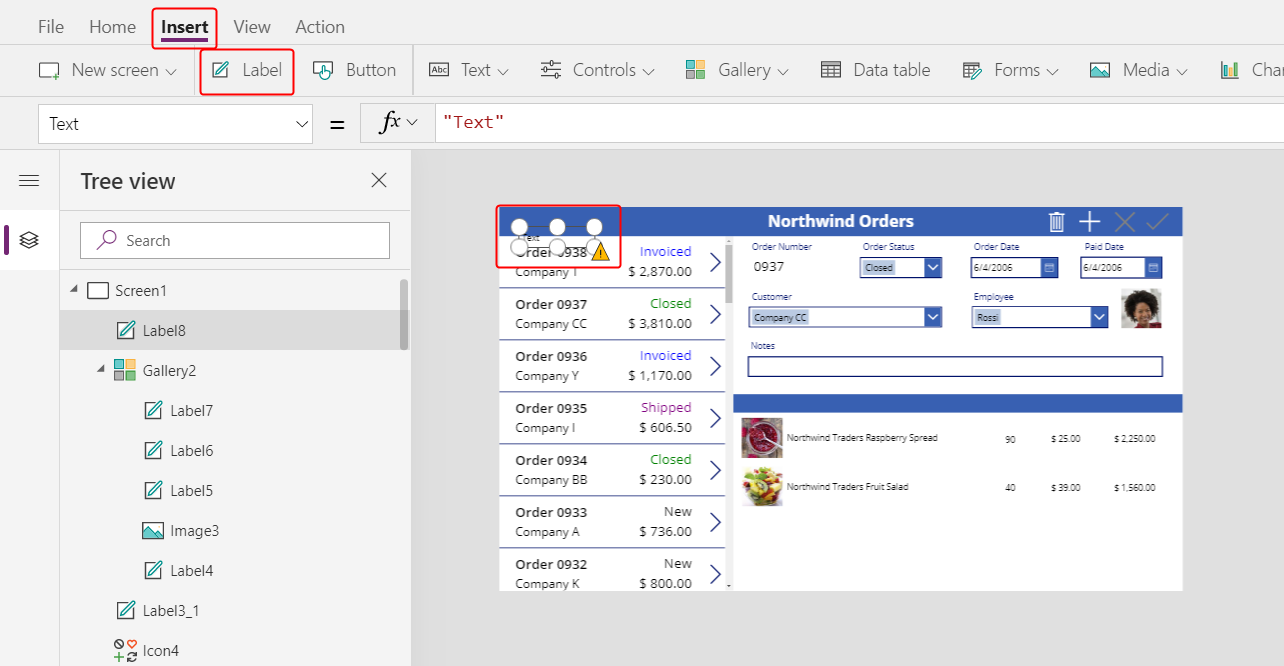 File Home Insert View Action
New screen Label Button Abc Text Controls Gallery Data table Forms Media
Text = fx "Text"
Tree view
Search
Screen1
Label8
Gallery2
Label7
Label6
Label5
Image3
Label4
Label3_1
Icon4
Northwind Orders
Text
Order 0938 Invoiced
Company T $ 2,870.00
Order 0937 Closed
Company CC $ 3,810.00
Order 0936 Invoiced
Company Y $ 1,170.00
Order 0935 Shipped
Company I $ 606.50
Order 0934 Closed
Company BB $ 230.00
Order 0933 New
Company A $ 736.00
Order 0932 New
Company K $ 800.00
Order Number Order Status Order Date Paid Date
0937 Closed 6/4/2006 6/4/2006
Customer Employee
Company CC Rossi
Notes
Northwind Traders Raspberry Spread 90 $ 25.00 $ 2,250.00
Northwind Traders Fruit Salad 40 $ 39.00 $ 1,560.00